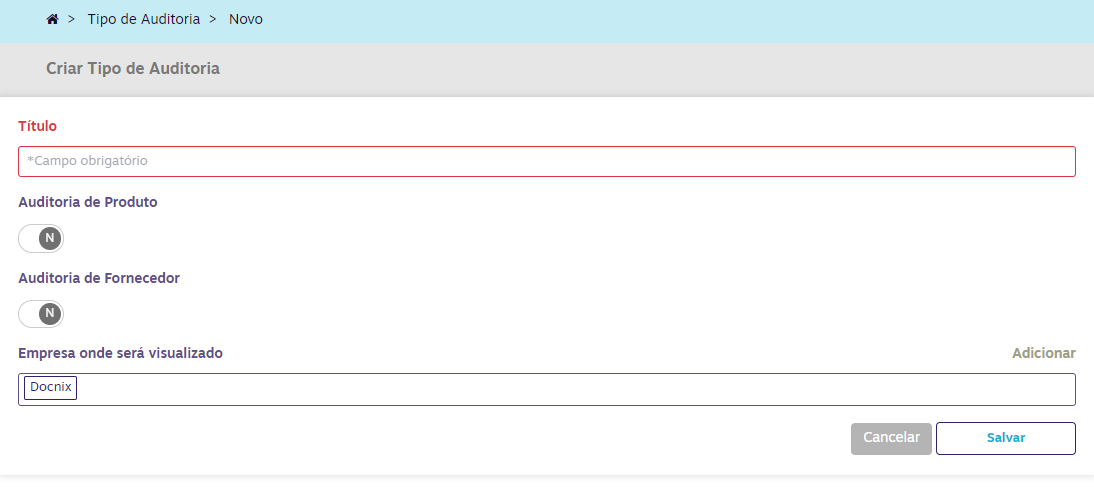 > Tipo de Auditoria > Novo
Criar Tipo de Auditoria
Título
*Campo obrigatório
Auditoria de Produto
N
Auditoria de Fornecedor
N
Empresa onde será visualizado Adicionar
Docnix
Cancelar Salvar